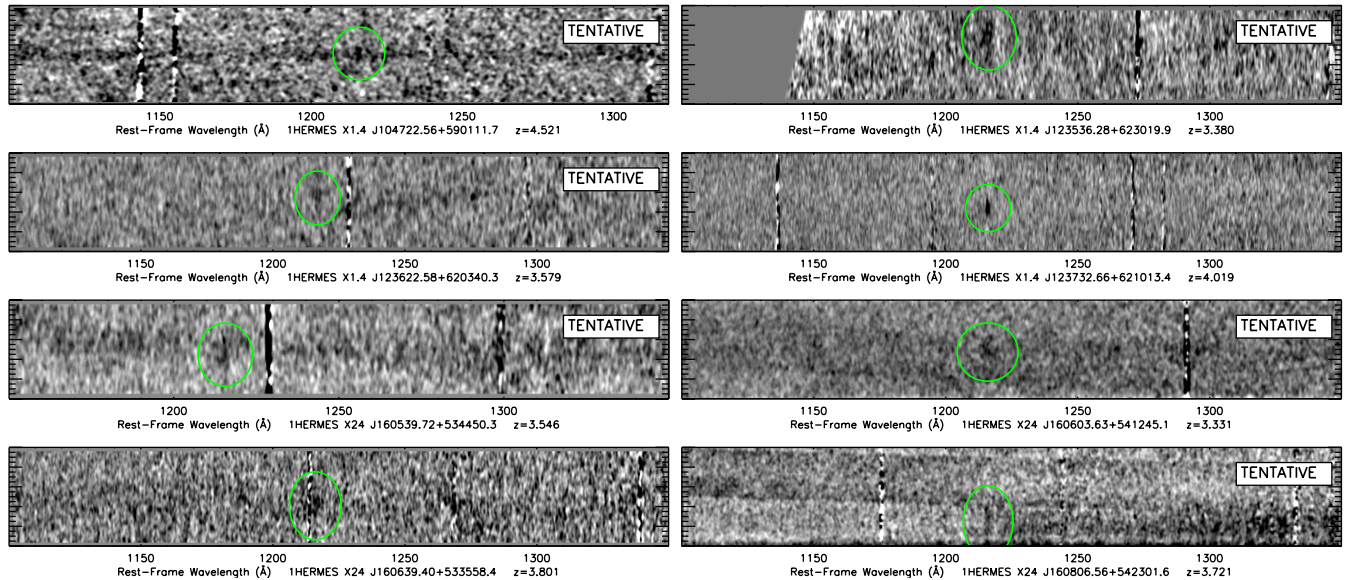 TENTATIVE
1150 1200 1250 1300
Rest-Frame Wavelength (Å) 1HERMES X1.4 J104722.56+590111.7 z=4.521
TENTATIVE
1150 1200 1250 1300
Rest-Frame Wavelength (Å) 1HERMES X1.4 J123536.28+623019.9 z=3.380
TENTATIVE
1150 1200 1250 1300
Rest-Frame Wavelength (Å) 1HERMES X1.4 J123622.58+620340.3 z=3.579
TENTATIVE
1150 1200 1250 1300
Rest-Frame Wavelength (Å) 1HERMES X1.4 J123732.66+621013.4 z=4.019
TENTATIVE
1200 1250 1300
Rest-Frame Wavelength (Å) 1HERMES X24 J160539.72+534450.3 z=3.546
TENTATIVE
1150 1200 1250 1300
Rest-Frame Wavelength (Å) 1HERMES X24 J160603.63+541245.1 z=3.331
1150 1200 1250 1300
Rest-Frame Wavelength (Å) 1HERMES X24 J160639.40+533558.4 z=3.801
TENTATIVE
1150 1200 1250 1300
Rest-Frame Wavelength (Å) 1HERMES X24 J160806.56+542301.6 z=3.721